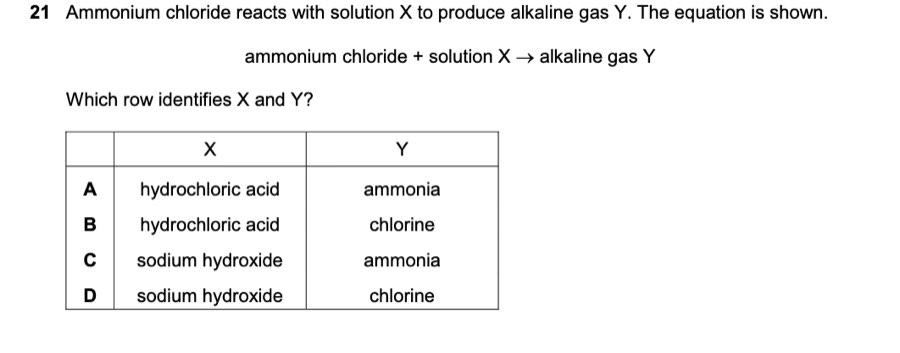 21 Ammonium chloride reacts with solution X to produce alkaline gas Y. The equation is shown.
ammonium chloride + solution X → alkaline gas Y
Which row identifies X and Y?
X Y
A hydrochloric acid ammonia
B hydrochloric acid chlorine
C sodium hydroxide ammonia
D sodium hydroxide chlorine